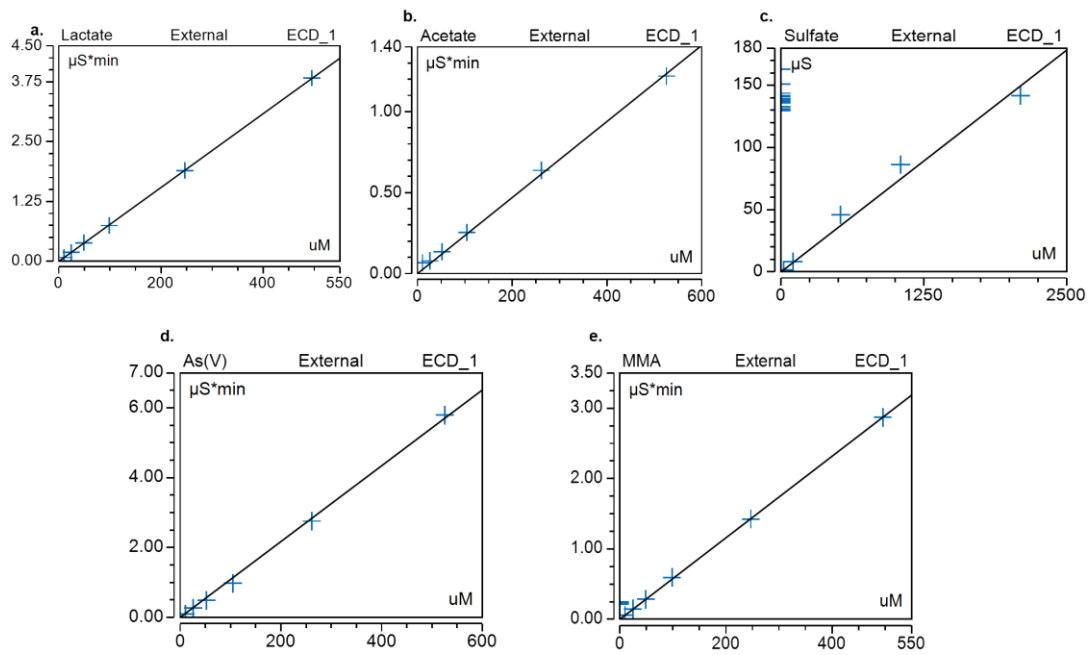 a.
Lactate External ECD_1
µS*min
4.50
3.75
2.50
1.25
0.00
uM
0 200 400 550
b.
Acetate External ECD_1
µS*min
1.40
1.00
0.50
0.00
uM
0 200 400 600
c.
Sulfate External ECD_1
µS
180
150
100
50
0
uM
0 1250 2500
d.
As(V) External ECD_1
µS*min
7.00
6.00
4.00
2.00
0.00
uM
0 200 400 600
e.
MMA External ECD_1
µS*min
3.50
3.00
2.00
1.00
0.00
uM
0 200 400 550